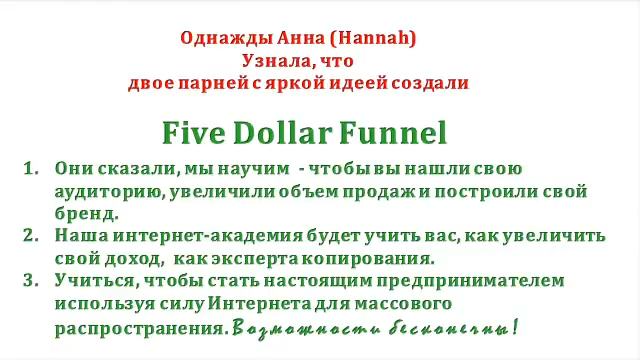 Однажды Анна (Hannah)
Узнала, что
двое парней с яркой идеей создали
Five Dollar Funnel
1. Они сказали, мы научим - чтобы вы нашли свою
аудиторию, увеличили объем продаж и построили свой
бренд.
2. Наша интернет-академия будет учить вас, как увеличить
свой доход, как эксперта копирования.
3. Учиться, чтобы стать настоящим предпринимателем
используя силу Интернета для массового
распространения. Возможности бесконечны!